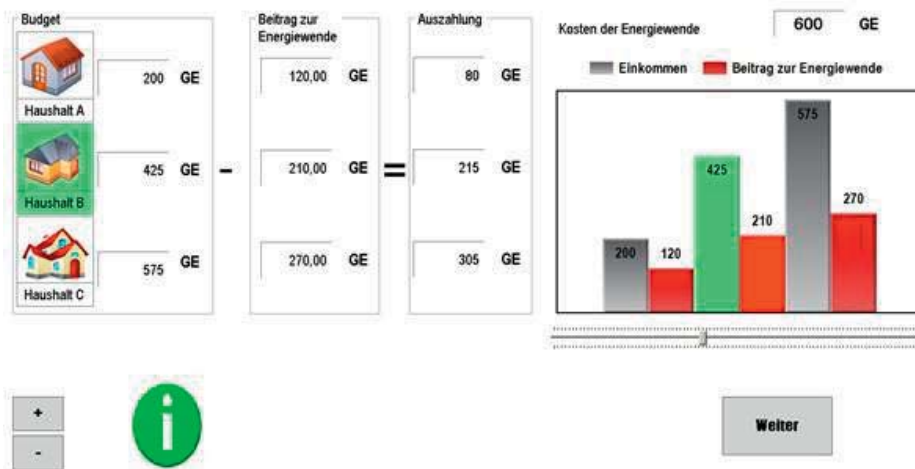 Budget
200 GE
Haushalt A
425 GE
Haushalt B
575 GE
Haushalt C
-
Beitrag zur
Energiewende
120,00 GE
210,00 GE
270,00 GE
=
Auszahlung
80 GE
215 GE
305 GE
Kosten der Energiewende 600 GE
Einkommen Beitrag zur Energiewende
200 120 425 210 575 270
+
-
i
Weiter